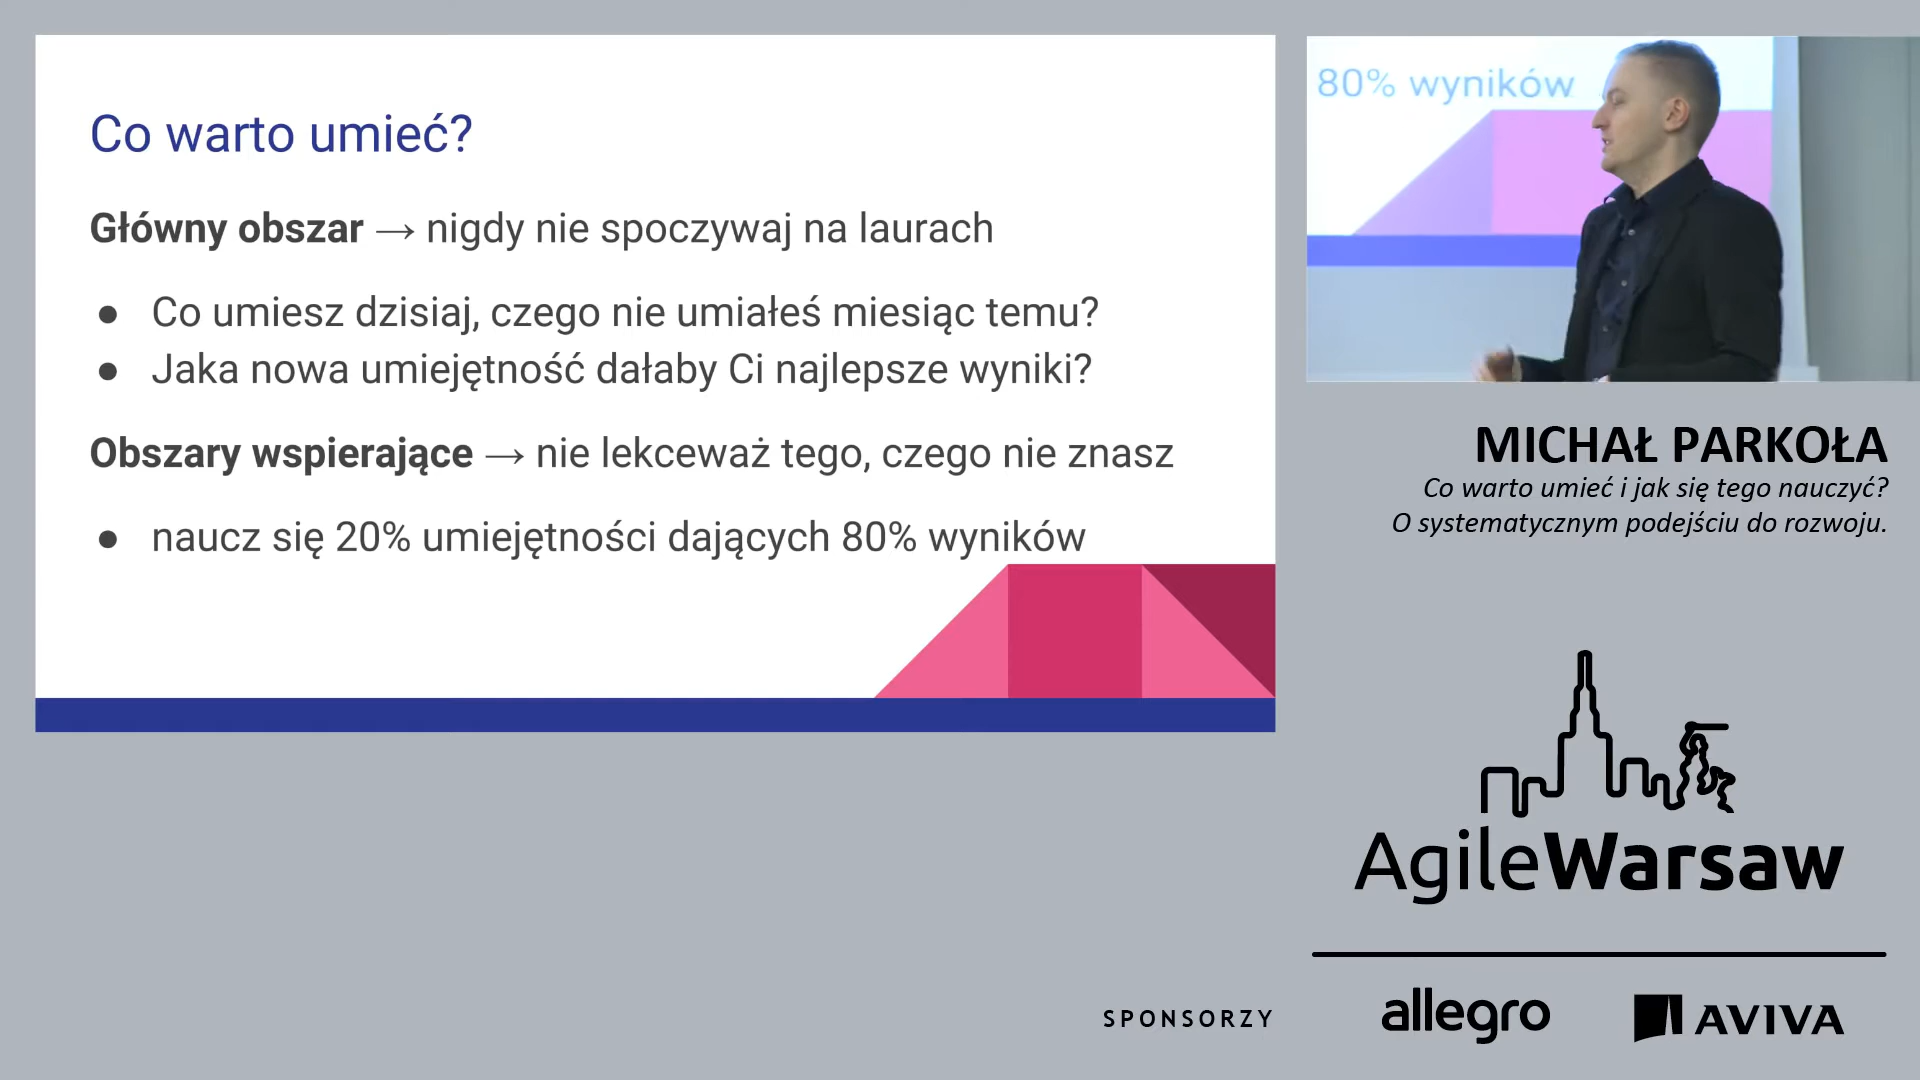 Co warto umieć?
Główny obszar → nigdy nie spoczywaj na laurach
● Co umiesz dzisiaj, czego nie umiałeś miesiąc temu?
● Jaka nowa umiejętność dałaby Ci najlepsze wyniki?
Obszary wspierające → nie lekceważ tego, czego nie znasz
● naucz się 20% umiejętności dających 80% wyników
80% wyników
MICHAŁ PARKOŁA
Co warto umieć i jak się tego nauczyć?
O systematycznym podejściu do rozwoju.
AgileWarsaw
SPONSORZY
allegro
AVIVA